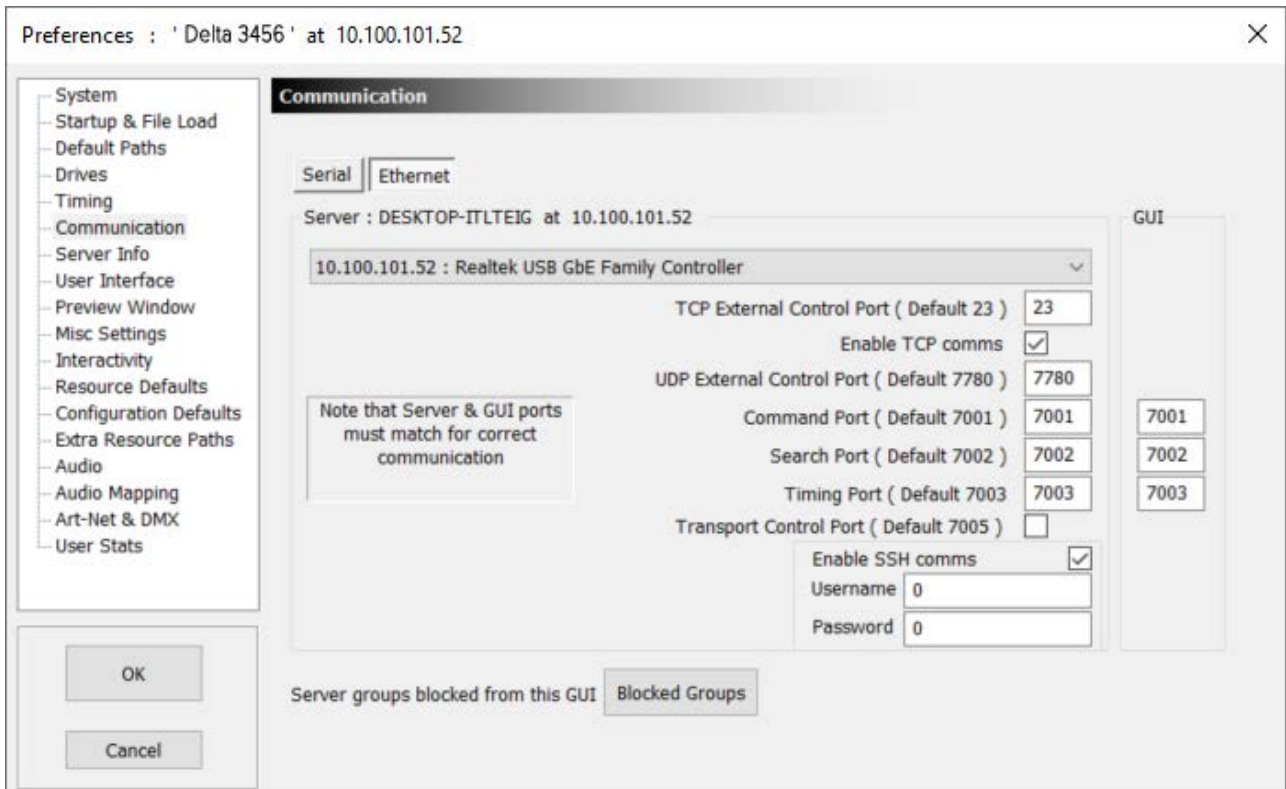 Preferences : ' Delta 3456 ' at 10.100.101.52
System
Startup & File Load
Default Paths
Drives
Timing
Communication
Server Info
User Interface
Preview Window
Misc Settings
Interactivity
Resource Defaults
Configuration Defaults
Extra Resource Paths
Audio
Audio Mapping
Art-Net & DMX
User Stats
OK
Cancel
Communication
Serial Ethernet
Server : DESKTOP-ITLTEIG at 10.100.101.52
GUI
10.100.101.52 : Realtek USB GbE Family Controller
TCP External Control Port ( Default 23 ) 23
Enable TCP comms
UDP External Control Port ( Default 7780 ) 7780
Note that Server & GUI ports
must match for correct
communication
Command Port ( Default 7001 ) 7001 7001
Search Port ( Default 7002 ) 7002 7002
Timing Port ( Default 7003 7003 7003
Transport Control Port ( Default 7005 )
Enable SSH comms
Username 0
Password 0
Server groups blocked from this GUI Blocked Groups